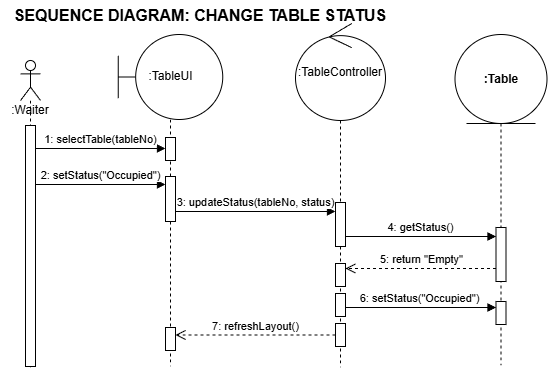 SEQUENCE DIAGRAM: CHANGE TABLE STATUS
:Waiter
:TableUI
:TableController
:Table
1: selectTable(tableNo)
2: setStatus("Occupied")
3: updateStatus(tableNo, status)
4: getStatus()
5: return "Empty"
6: setStatus("Occupied")
7: refreshLayout()